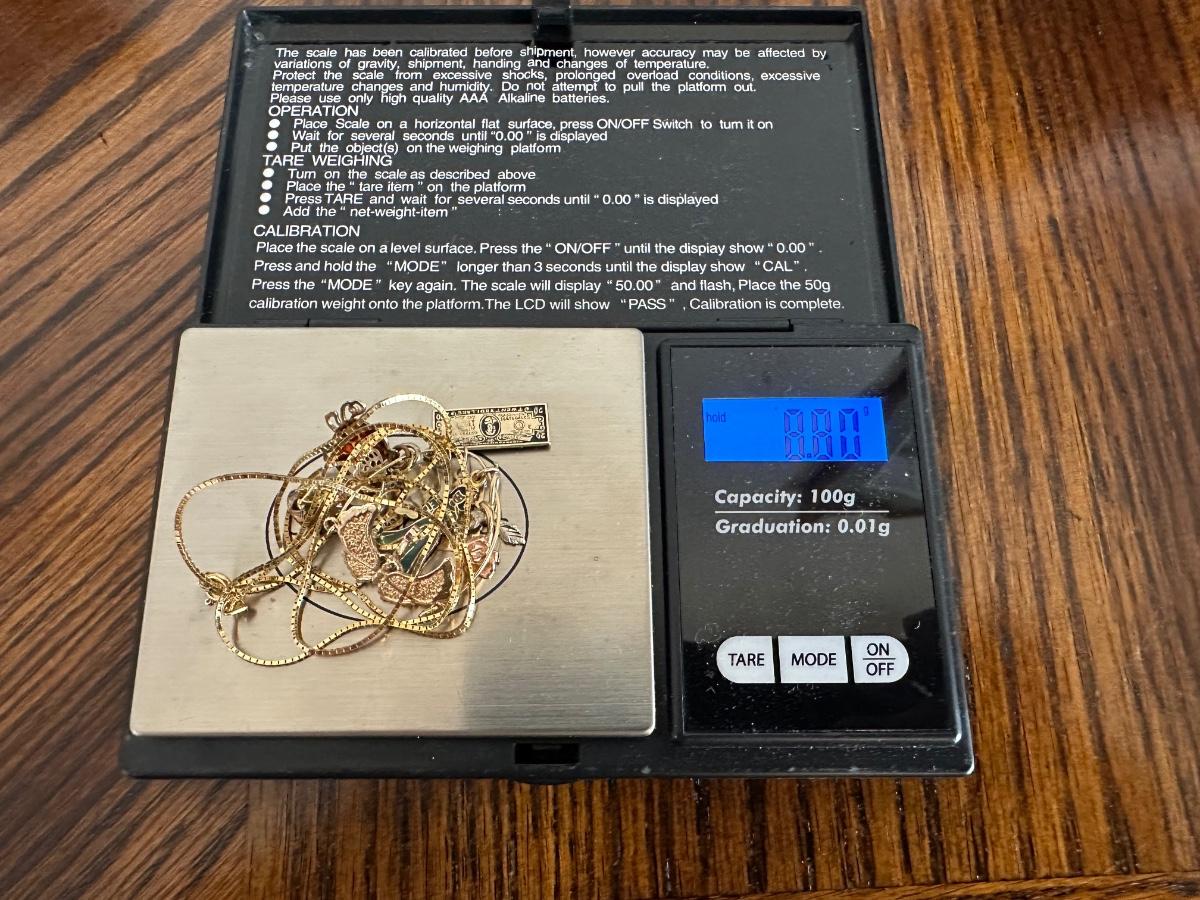 The scale has been calibrated before shipment, however accuracy may be affected by
variations of gravity, shipment, handing and changes of temperature.
Protect the scale from excessive shocks, prolonged overload conditions, excessive
temperature changes and humidity. Do not attempt to pull the platform out.
Please use only high quality AAA Alkaline batteries.
OPERATION
● Place Scale on a horizontal flat surface, press ON/OFF Switch to turn it on
● Wait for several seconds until “0.00 ” is displayed
● Put the object(s) on the weighing platform
TARE WEIGHING
● Turn on the scale as described above
● Place the “ tare item ” on the platform
● Press TARE and wait for several seconds until “ 0.00 ” is displayed
● Add the “ net-weight-item ”
CALIBRATION
Place the scale on a level surface. Press the “ ON/OFF ” until the display show “ 0.00 ” .
Press and hold the “MODE” longer than 3 seconds until the display show “CAL” .
Press the “MODE” key again. The scale will display “50.00” and flash, Place the 50g
calibration weight onto the platform.The LCD will show “PASS ” , Calibration is complete.
hold
g
Capacity: 100g
Graduation: 0.01g
TARE
MODE
ON
OFF
20
TWENTY DOLLARS
20